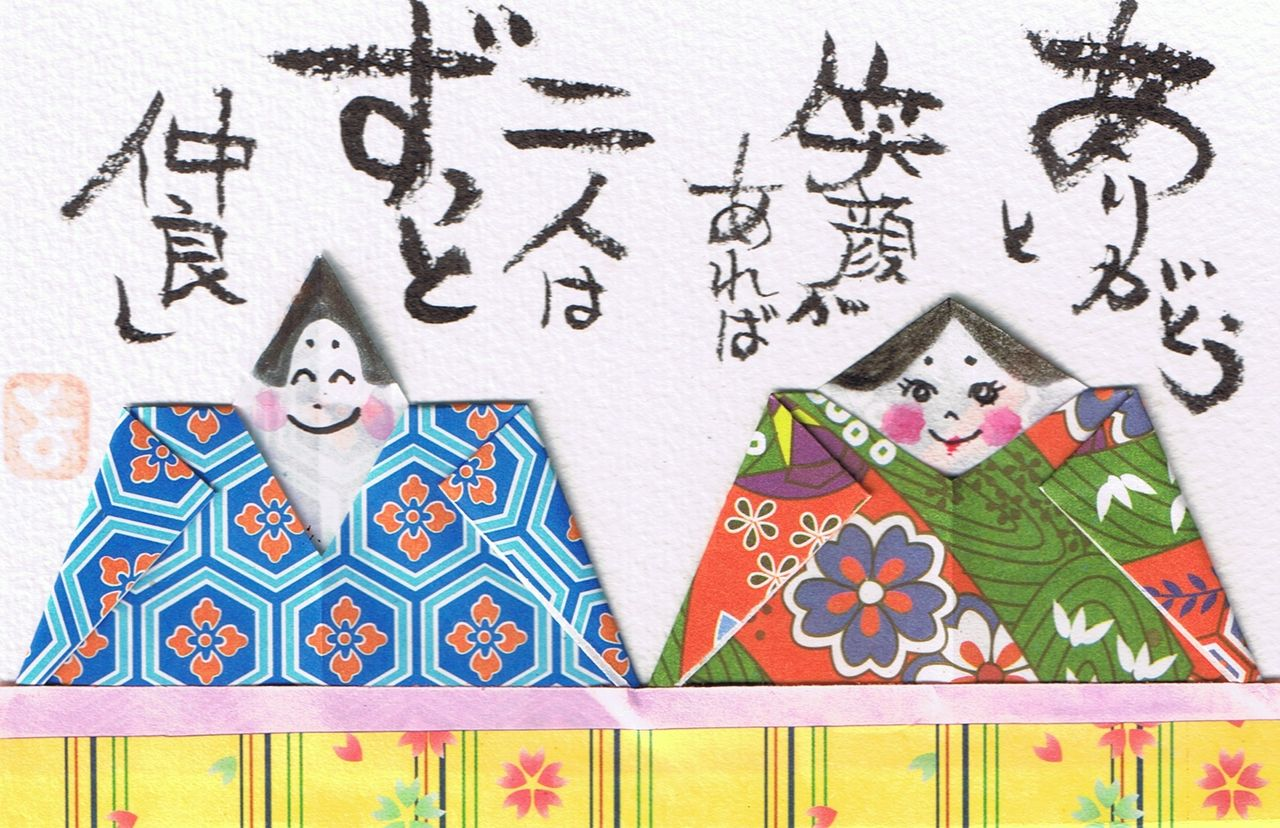 ありがとう
と
笑顔が
あれば
二人は
ずっと
仲良し